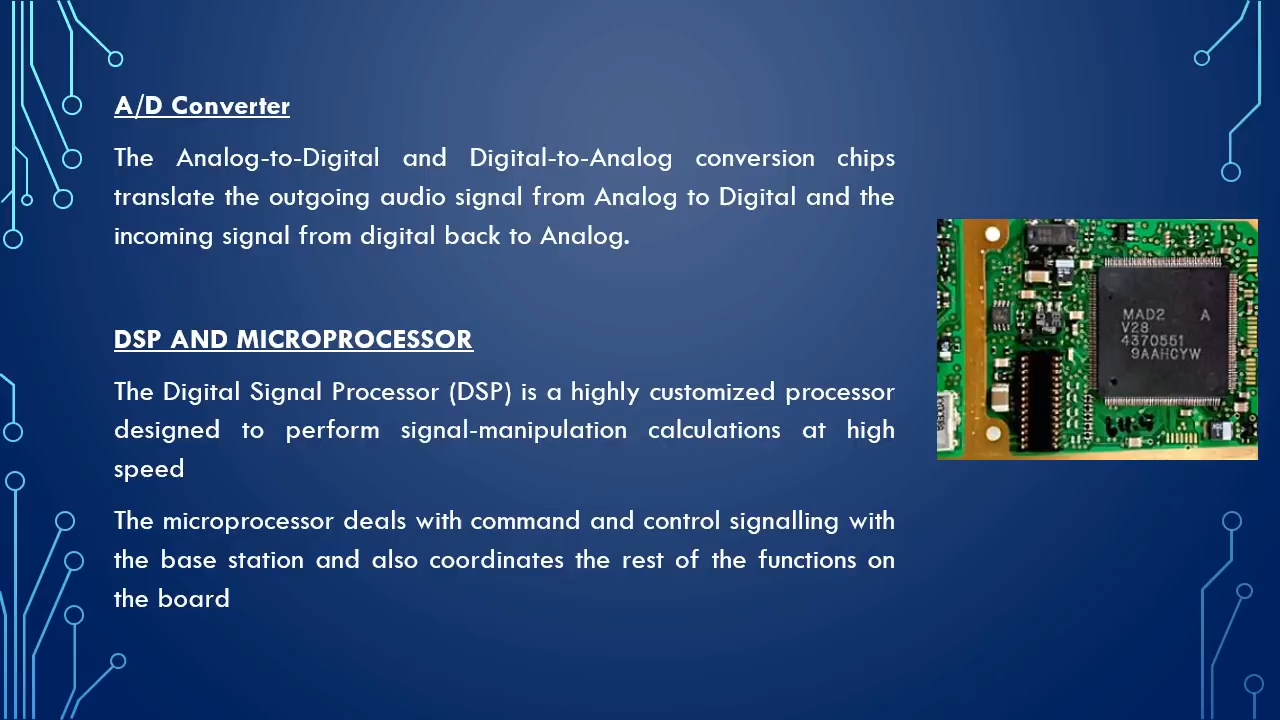 A/D Converter
The Analog-to-Digital and Digital-to-Analog conversion chips
translate the outgoing audio signal from Analog to Digital and the
incoming signal from digital back to Analog.
DSP AND MICROPROCESSOR
The Digital Signal Processor (DSP) is a highly customized processor
designed to perform signal-manipulation calculations at high
speed
The microprocessor deals with command and control signalling with
the base station and also coordinates the rest of the functions on
the board
MAD2 A
V28
4370551
9AAHCYW